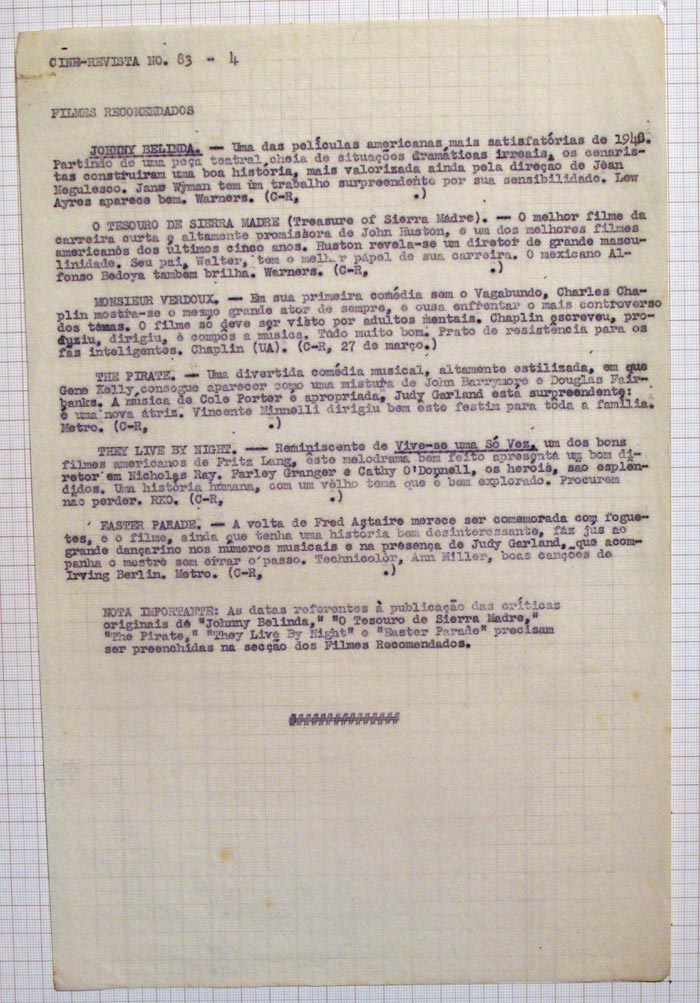 CINE-REVISTA NO. 83 - 4
FILMES RECOMENDADOS
JOHNNY BELINDA. — Uma das películas americanas mais satisfatórias de 1948.
Partindo de uma peça teatral cheia de situações dramáticas irreais, os cenaris-
tas construiram uma boa história, mais valorizada ainda pela direção de Jean
Negulesco. Jane Wyman tem um trabalho surpreendente por sua sensibilidade. Lew
Ayres aparece bem. Warners. (C-R, .)
O TESOURO DE SIERRA MADRE (Treasure of Sierra Madre). — O melhor filme da
carreira curta e altamente promissora de John Huston, e um dos melhores filmes
americanos dos últimos cinco anos. Huston revela-se um diretor de grande mascu-
linidade. Seu pai, Walter, tem o melhor papel de sua carreira. O mexicano Al-
fonso Bedoya tambem brilha. Warners. (C-R, .)
MONSIEUR VERDOUX. — Em sua primeira comédia sem o Vagabundo, Charles Cha-
plin mostra-se o mesmo grande ator de sempre, e ousa enfrentar o mais controverso
dos temas. O filme só deve ser visto por adultos mentais. Chaplin escreveu, pro-
duziu, dirigiu, e compôs a musica. Tudo muito bom. Prato de resistência para os
fas inteligentes. Chaplin (UA). (C-R, 27 de março.)
THE PIRATE. — Uma divertida comédia musical, altamente estilizada, em que
Gene Kelly consegue aparecer como uma mistura de John Barrymore e Douglas Fair-
banks. A musica de Cole Porter é apropriada, Judy Garland está surpreendente:
é uma nova átriz. Vincente Minnelli dirigiu bem êste festim para tôda a família.
Metro. (C-R, .)
THEY LIVE BY NIGHT. — Reminiscente de Vive-se uma Só Vez, um dos bons
filmes americanos de Fritz Lang, êste melodrama bem feito apresenta um bom di-
retor em Nicholas Ray. Farley Granger e Cathy O'Donnell, os herois, sao esplen-
didos. Uma história humana, com um velho tema que é bem explorado. Procurem
não perder. RKO. (C-R, .)
EASTER PARADE. — A volta de Fred Astaire merece ser comemorada com fogue-
tes, e o filme, ainda que tenha uma história bem desinteressante, faz jus ao
grande dançarino nos números musicais e na presença de Judy Garland, que acom-
panha o mestre sem errar o passo. Technicolor, Ann Miller, boas canções de
Irving Berlin. Metro. (C-R, .)
NOTA IMPORTANTE: As datas referentes à publicação das críticas
originais de "Johnny Belinda," "O Tesouro de Sierra Madre,"
"The Pirate," "They Live By Night" e "Easter Parade" precisam
ser preenchidas na secção dos Filmes Recomendados.
###############